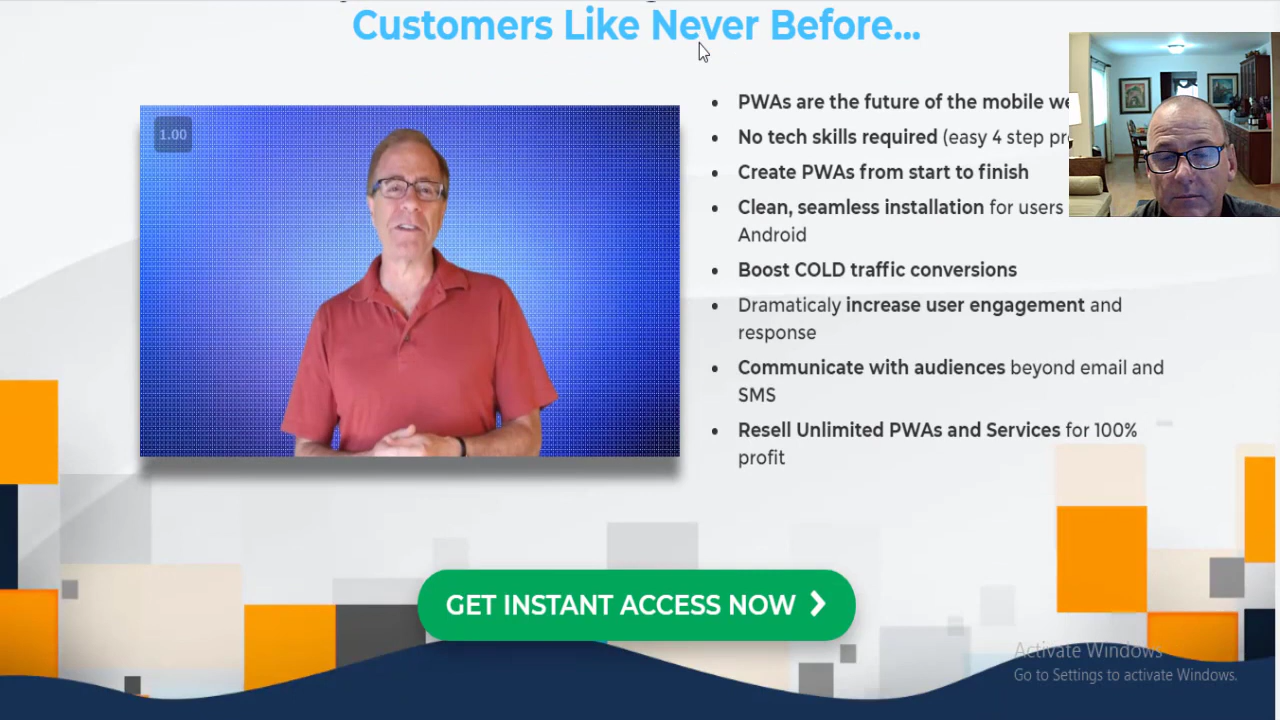 Customers Like Never Before...
1.00
PWAs are the future of the mobile
No tech skills required (easy 4 step
Create PWAs from start to finish
Clean, seamless installation for users
Android
Boost COLD traffic conversions
Dramaticaly increase user engagement and
response
Communicate with audiences beyond email and
SMS
Resell Unlimited PWAs and Services for 100%
profit
GET INSTANT ACCESS NOW
Activate Windows
Go to Settings to activate Windows.